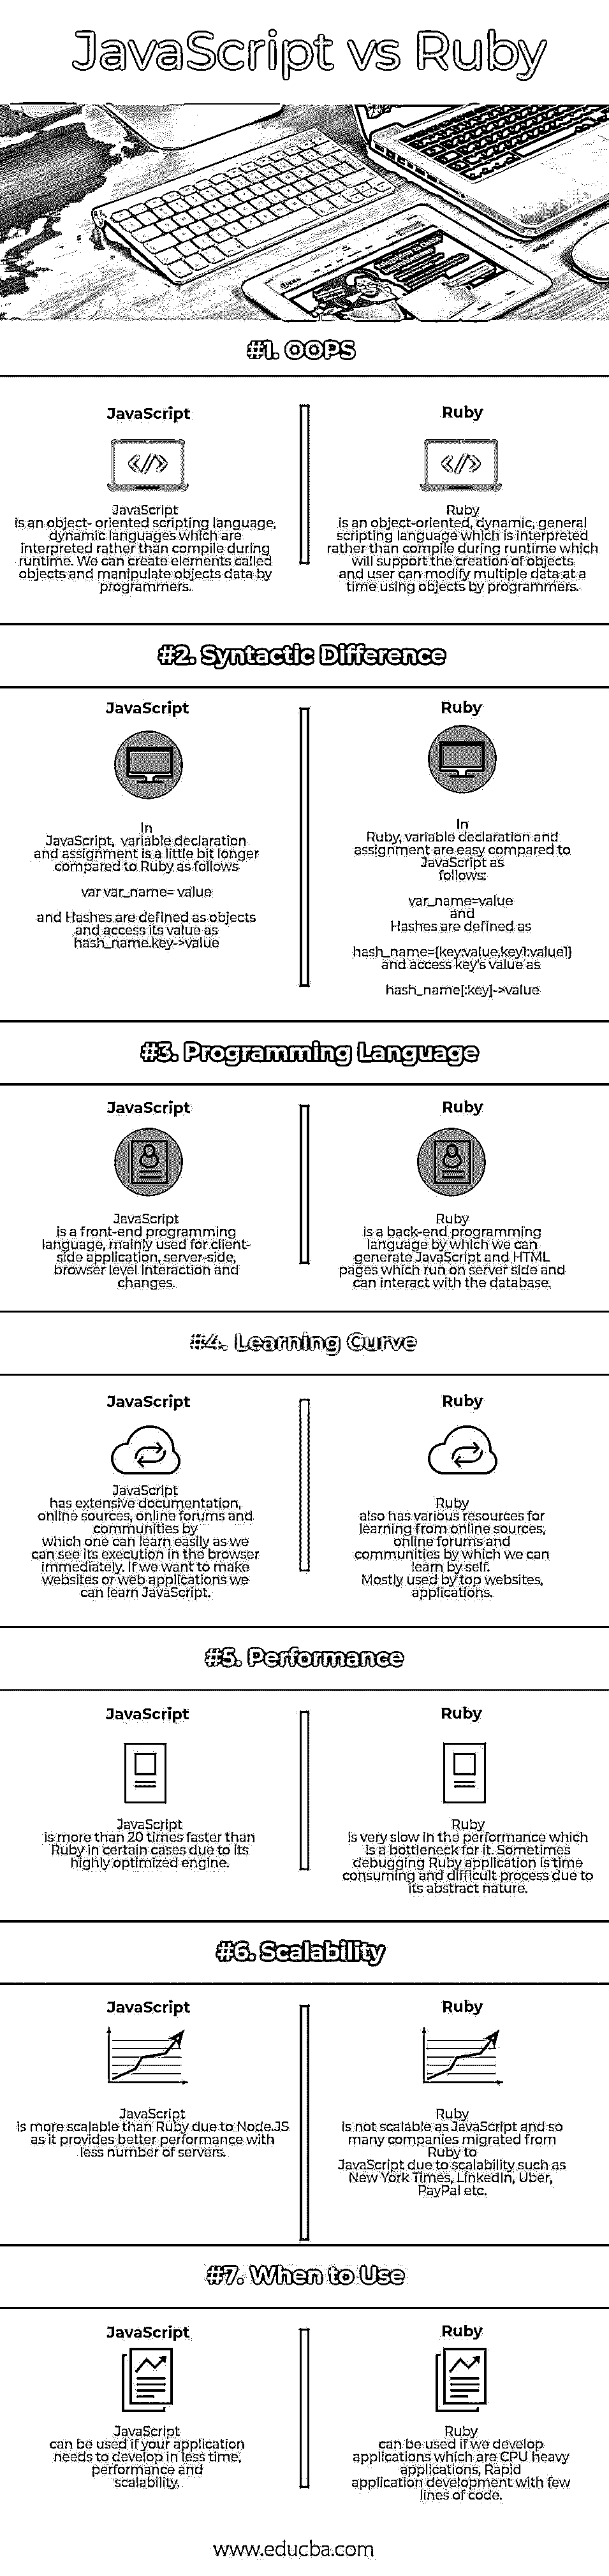 JavaScript vs Ruby
#1. OOPS
JavaScript
JavaScript
is an object- oriented scripting language,
dynamic languages which are
interpreted rather than compile during
runtime. We can create elements called
objects and manipulate objects data by
programmers.
Ruby
Ruby
is an object-oriented, dynamic, general
scripting language which is interpreted
rather than compile during runtime which
will support the creation of objects
and user can modify multiple data at a
time using objects by programmers.
#2. Syntactic Difference
JavaScript
In
JavaScript, variable declaration
and assignment is a little bit longer
compared to Ruby as follows
var var_name= value
and Hashes are defined as objects
and access its value as
hash_name.key->value
Ruby
In
Ruby, variable declaration and
assignment are easy compared to
JavaScript as
follows:
var_name=value
and
Hashes are defined as
hash_name={key:value,key1:value1}
and access key's value as
hash_name[:key]->value
#3. Programming Language
JavaScript
JavaScript
is a front-end programming
language, mainly used for client-
side application, server-side,
browser level interaction and
changes.
Ruby
Ruby
is a back-end programming
language by which we can
generate JavaScript and HTML
pages which run on server side and
can interact with the database.
#4. Learning Curve
JavaScript
JavaScript
has extensive documentation,
online sources, online forums and
communities by
which one can learn easily as we
can see its execution in the browser
immediately. If we want to make
websites or web applications we
can learn JavaScript.
Ruby
Ruby
also has various resources for
learning from online sources,
online forums and
communities by which we can
learn by self.
Mostly used by top websites,
applications.
#5. Performance
JavaScript
JavaScript
is more than 20 times faster than
Ruby in certain cases due to its
highly optimized engine.
Ruby
Ruby
is very slow in the performance which
is a bottleneck for it. Sometimes
debugging Ruby application is time
consuming and difficult process due to
its abstract nature.
#6. Scalability
JavaScript
JavaScript
is more scalable than Ruby due to Node.JS
as it provides better performance with
less number of servers.
Ruby
Ruby
is not scalable as JavaScript and so
many companies migrated from
Ruby to
JavaScript due to scalability such as
New York Times, LinkedIn, Uber,
PayPal etc.
#7. When to Use
JavaScript
JavaScript
can be used if your application
needs to develop in less time,
performance and
scalability.
Ruby
Ruby
can be used if we develop
applications which are CPU heavy
applications, Rapid
application development with few
lines of code.
www.educba.com